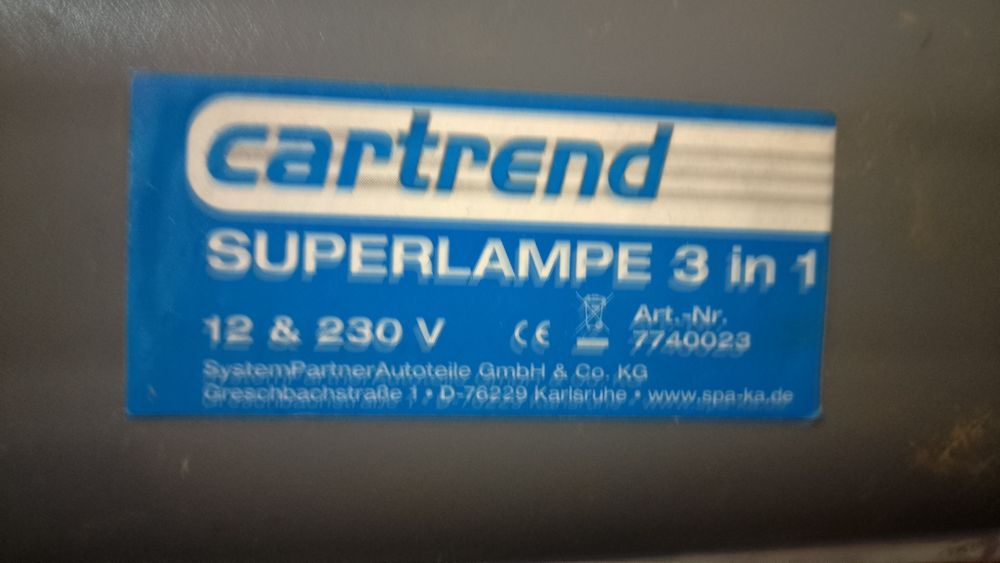 cartrend
SUPERLAMPE 3 in 1
12 & 230 V
CE
Art.-Nr.
7740023
SystemPartnerAutoteile GmbH & Co. KG
Greschbachstraße 1 • D-76229 Karlsruhe • www.spa-ka.de